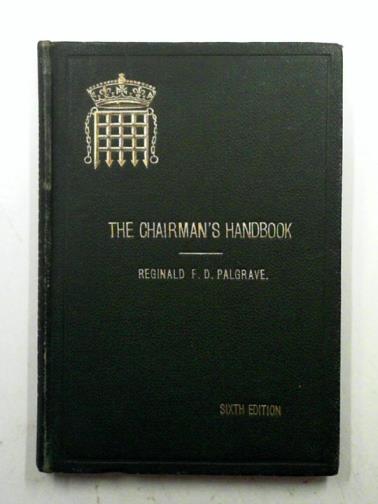 THE CHAIRMAN'S HANDBOOK
REGINALD F. D. PALGRAVE.
SIXTH EDITION